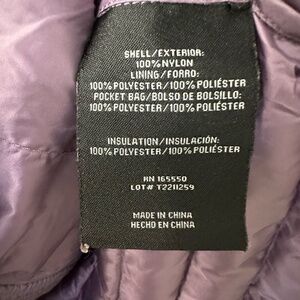 SHELL/EXTERIOR:
100%NYLON
LINING/FORRO:
100%POLYESTER/100%POLIÉSTER
POCKET BAG/BOLSO DE BOLSILLO:
100%POLYESTER/100%POLIÉSTER
INSULATION/INSULACIÓN:
100%POLYESTER/100%POLIÉSTER
RN 165550
LOT# T2211259
MADE IN CHINA
HECHO EN CHINA